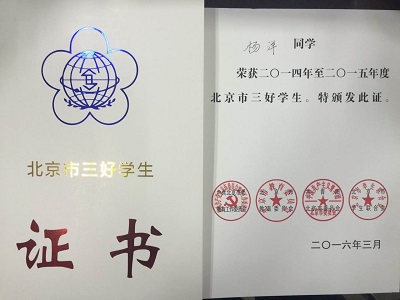 北京市三好学生
证书
杨洋 同学
荣获二〇一四年至二〇一五年度
北京市三好学生。特颁发此证。
二〇一六年三月